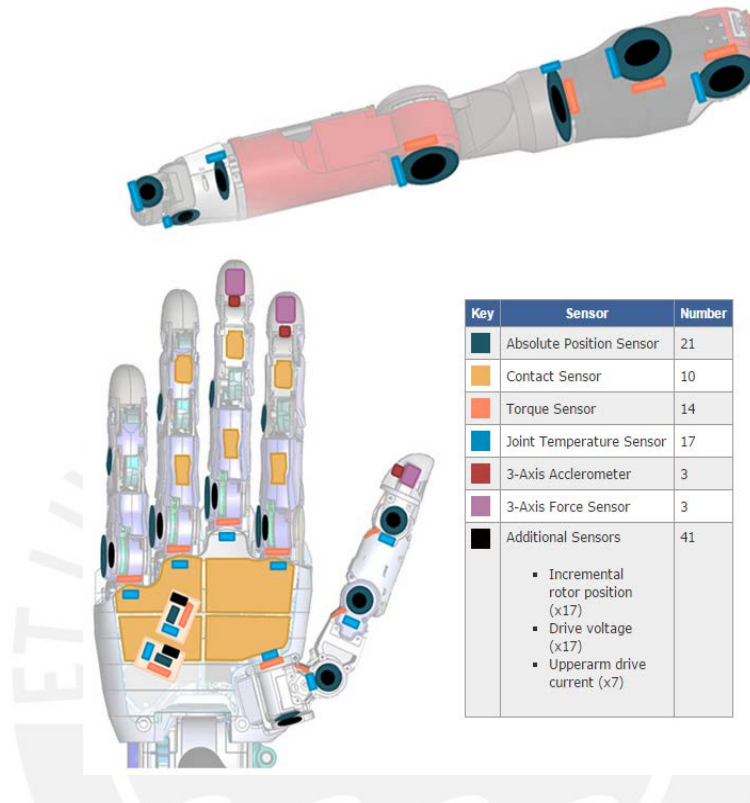 Key Sensor Number
Absolute Position Sensor 21
Contact Sensor 10
Torque Sensor 14
Joint Temperature Sensor 17
3-Axis Acclerometer 3
3-Axis Force Sensor 3
Additional Sensors 41
▪ Incremental
rotor position
(x17)
▪ Drive voltage
(x17)
▪ Upperarm drive
current (x7)
ET